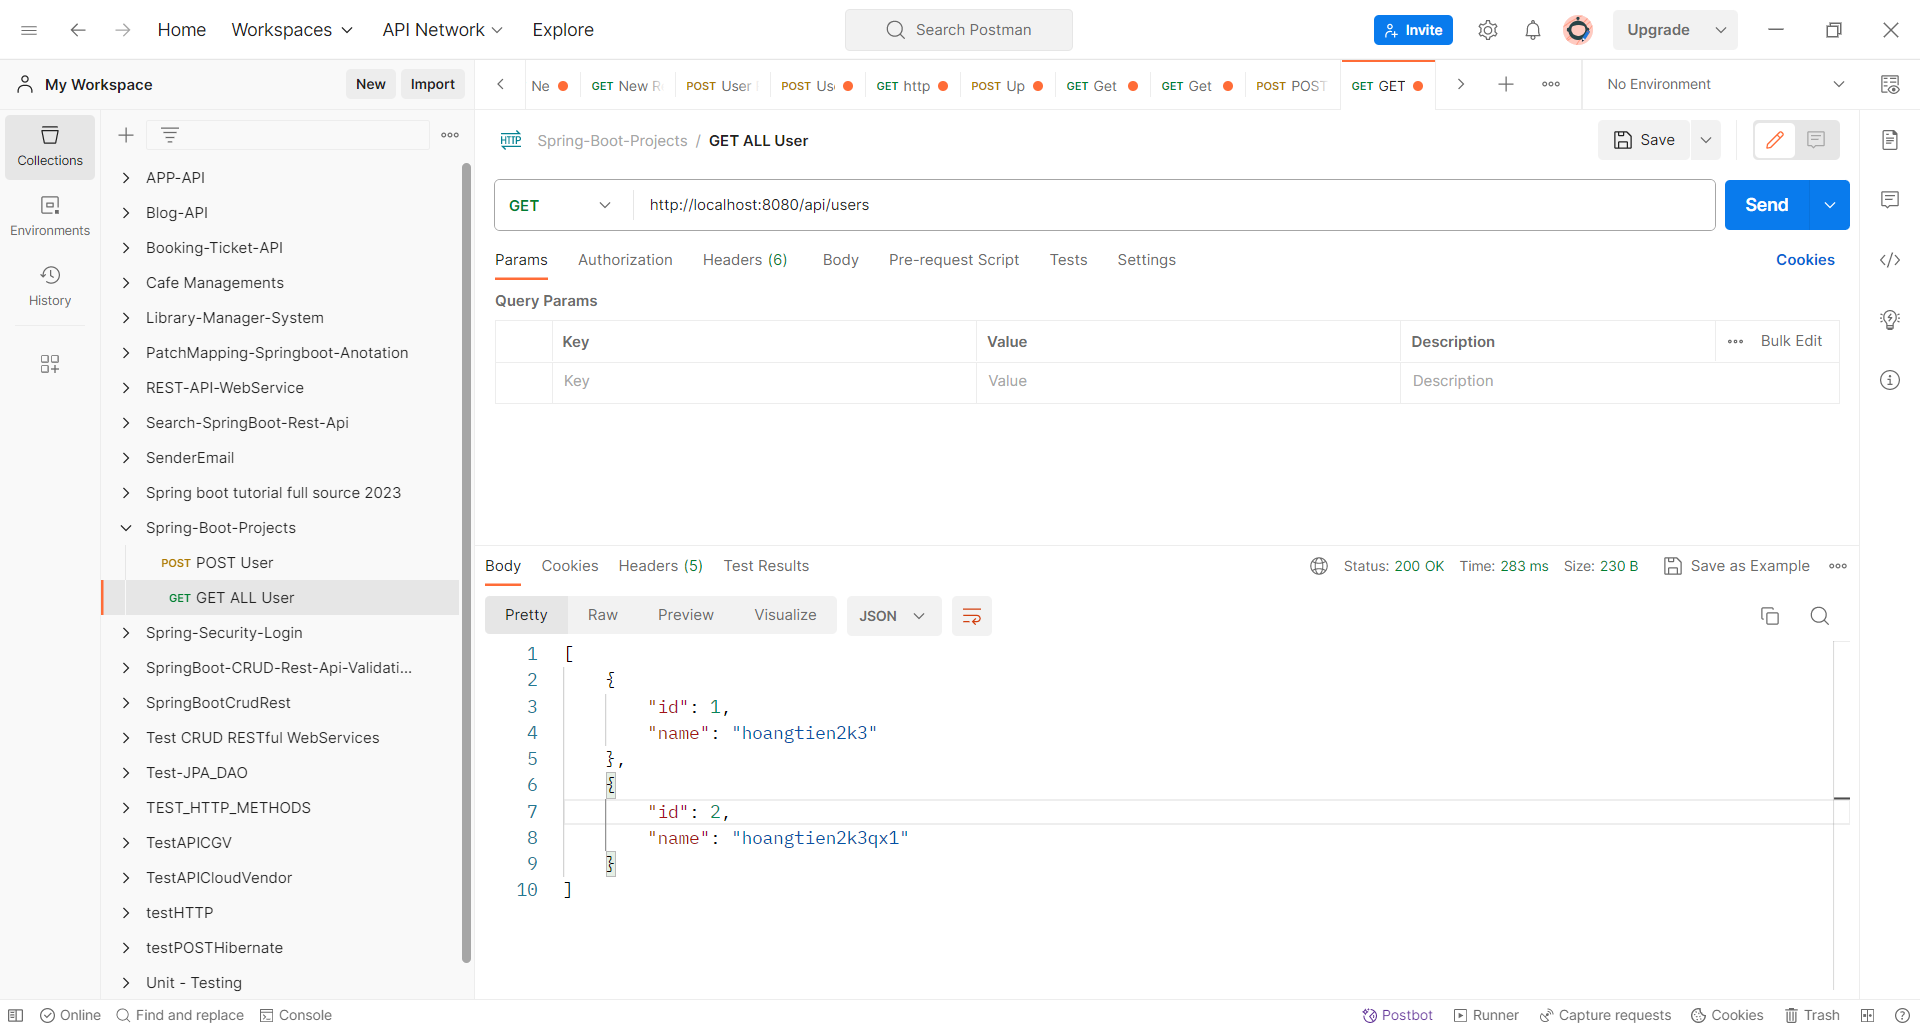 Home Workspaces API Network Explore
Search Postman
Invite
Upgrade
My Workspace
New Import
Ne
GET New R
POST User
POST Us
GET http
POST Up
GET Get
GET Get
POST POST
GET GET
No Environment
Collections
Environments
History
APP-API
Blog-API
Booking-Ticket-API
Cafe Managements
Library-Manager-System
PatchMapping-Springboot-Anotation
REST-API-WebService
Search-SpringBoot-Rest-Api
SenderEmail
Spring boot tutorial full source 2023
Spring-Boot-Projects
POST POST User
GET GET ALL User
Spring-Security-Login
SpringBoot-CRUD-Rest-Api-Validati...
SpringBootCrudRest
Test CRUD RESTful WebServices
Test-JPA_DAO
TEST_HTTP_METHODS
TestAPICGV
TestAPICloudVendor
testHTTP
testPOSTHibernate
Unit - Testing
HTTP Spring-Boot-Projects / GET ALL User
Save
GET http://localhost:8080/api/users
Send
Params Authorization Headers (6) Body Pre-request Script Tests Settings
Cookies
Query Params
Key Value Description Bulk Edit
Key Value Description
Body Cookies Headers (5) Test Results
Status: 200 OK Time: 283 ms Size: 230 B Save as Example
Pretty Raw Preview Visualize JSON
1 [
2 {
3 "id": 1,
4 "name": "hoangtien2k3"
5 },
6 {
7 "id": 2,
8 "name": "hoangtien2k3qx1"
9 }
10 ]
Online Find and replace Console
Postbot Runner Capture requests Cookies Trash